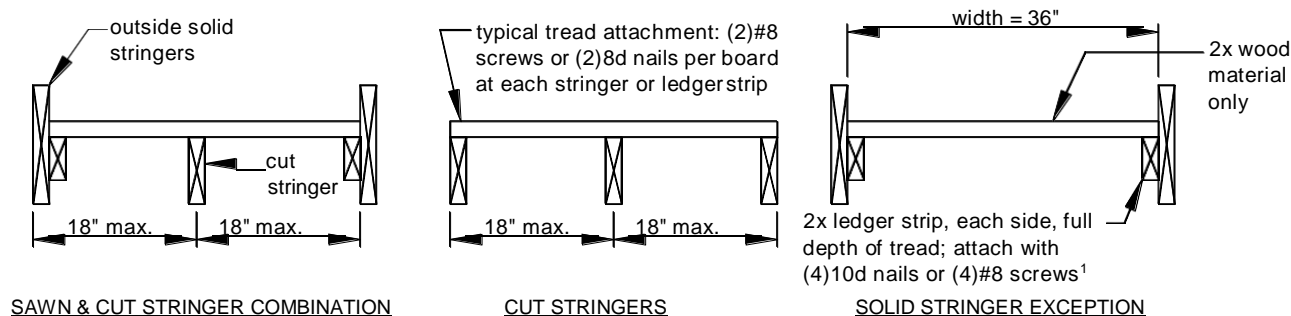 outside solid
stringers
cut
stringer
18" max.
18" max.
SAWN & CUT STRINGER COMBINATION
typical tread attachment: (2)#8
screws or (2)8d nails per board
at each stringer or ledger strip
18" max.
18" max.
CUT STRINGERS
width = 36"
2x wood
material
only
2x ledger strip, each side, full
depth of tread; attach with
(4)10d nails or (4)#8 screws¹
SOLID STRINGER EXCEPTION